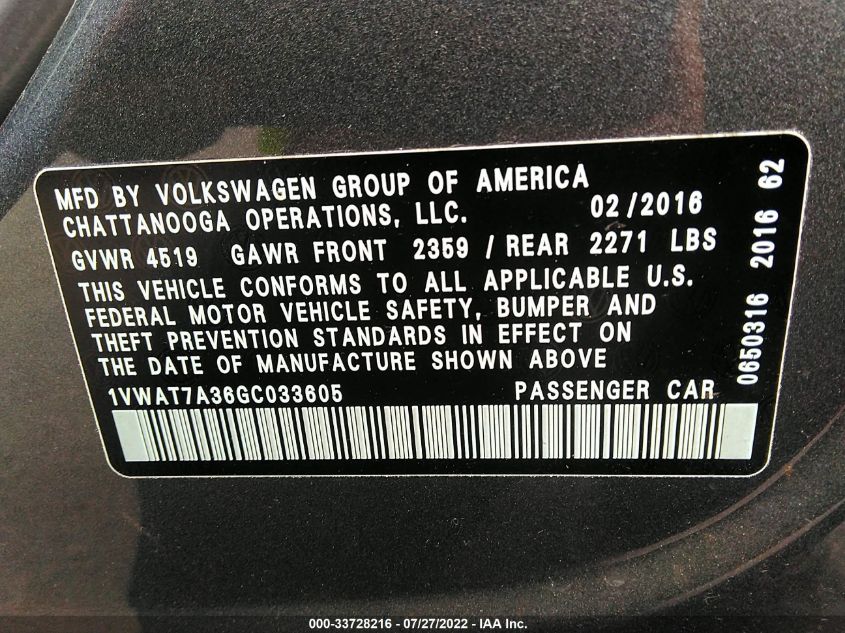 MFD BY VOLKSWAGEN GROUP OF AMERICA
CHATTANOOGA OPERATIONS, LLC. 02/2016
GVWR 4519 GAWR FRONT 2359 / REAR 2271 LBS
THIS VEHICLE CONFORMS TO ALL APPLICABLE U.S.
FEDERAL MOTOR VEHICLE SAFETY, BUMPER AND
THEFT PREVENTION STANDARDS IN EFFECT ON
THE DATE OF MANUFACTURE SHOWN ABOVE
1VWAT7A36GC033605 PASSENGER CAR
0650316 2016 62
000-33728216 - 07/27/2022 - IAA Inc.